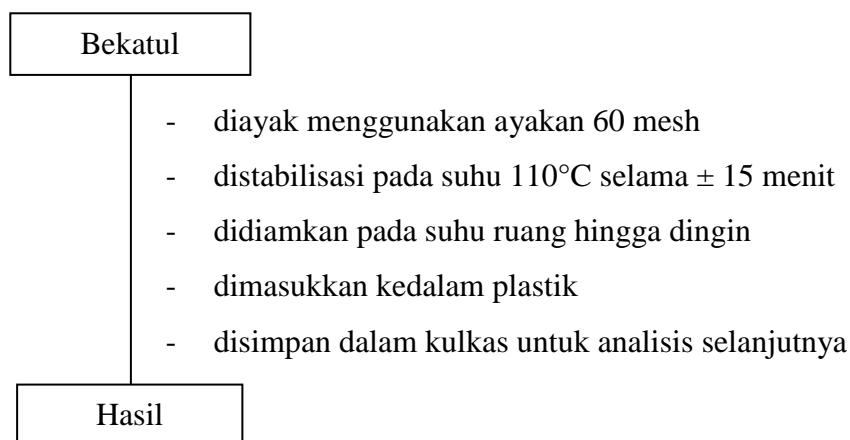 Bekatul
- diayak menggunakan ayakan 60 mesh
- distabilisasi pada suhu 110°C selama ± 15 menit
- didiamkan pada suhu ruang hingga dingin
- dimasukkan kedalam plastik
- disimpan dalam kulkas untuk analisis selanjutnya
Hasil